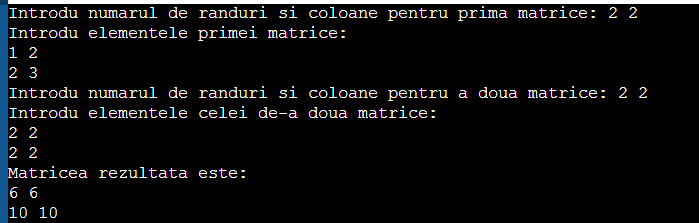 Introdu numarul de randuri si coloane pentru prima matrice: 2 2
Introdu elementele primei matrice:
1 2
2 3
Introdu numarul de randuri si coloane pentru a doua matrice: 2 2
Introdu elementele celei de-a doua matrice:
2 2
2 2
Matricea rezultata este:
6 6
10 10